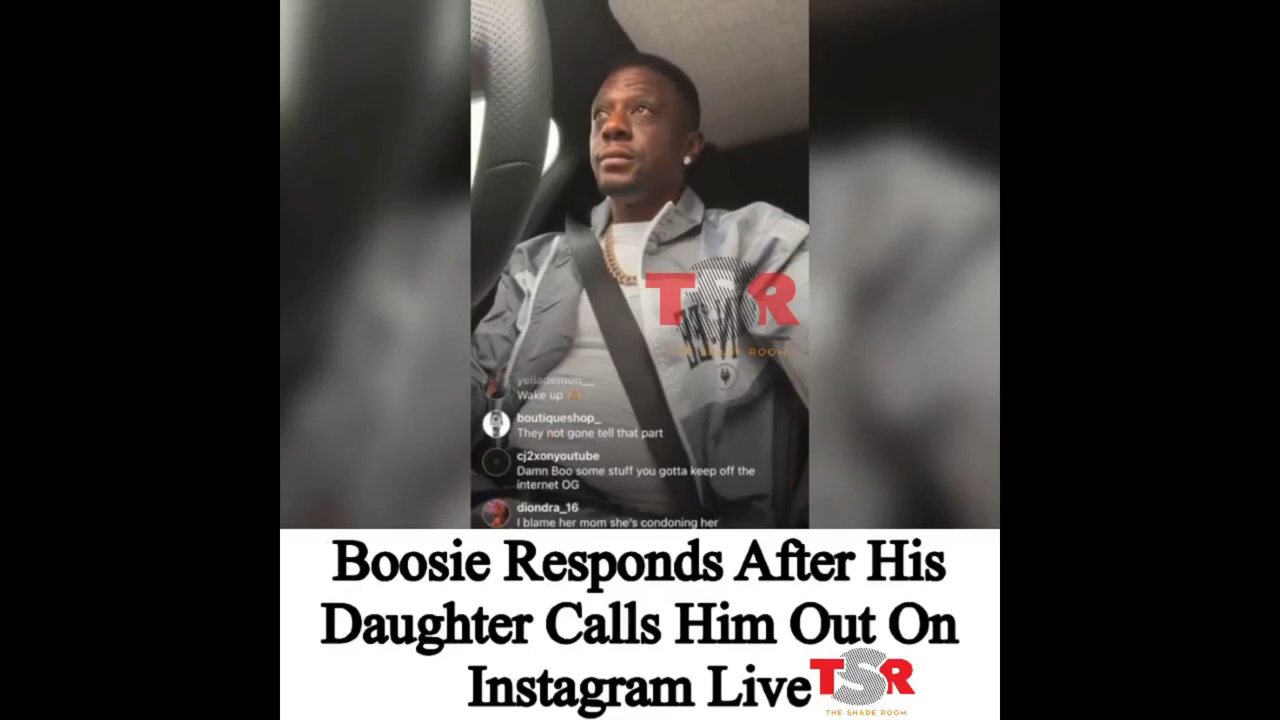 TSR
THE SHADE ROOM
yellademon__
Wake up
boutiqueshop_
They not gone tell that part
cj2xonyoutube
Damn Boo some stuff you gotta keep off the
internet OG
diondra_16
I blame her mom she's condoning her
Boosie Responds After His
Daughter Calls Him Out On
Instagram Live
TSR
THE SHADE ROOM